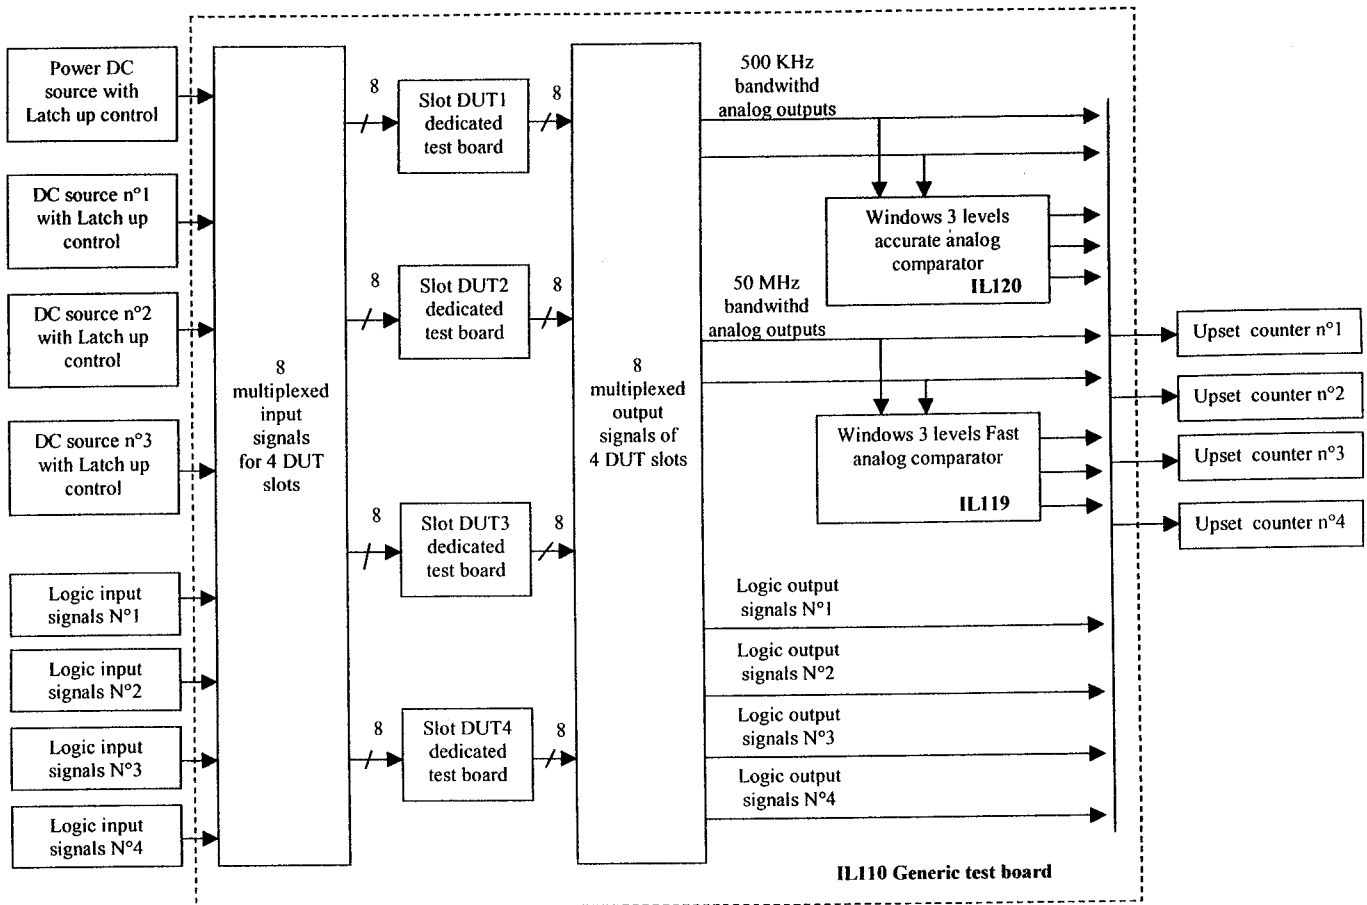 Power DC
source with
Latch up control
DC source n°1
with Latch up
control
DC source n°2
with Latch up
control
DC source n°3
with Latch up
control
Logic input
signals N°1
Logic input
signals N°2
Logic input
signals N°3
Logic input
signals N°4
8
multiplexed
input
signals
for 4 DUT
slots
8
Slot DUT1
dedicated
test board
8
8
Slot DUT2
dedicated
test board
8
8
Slot DUT3
dedicated
test board
8
8
Slot DUT4
dedicated
test board
8
8
multiplexed
output
signals of
4 DUT slots
500 KHz
bandwithd
analog outputs
Windows 3 levels
accurate analog
comparator
IL120
50 MHz
bandwithd
analog outputs
Windows 3 levels Fast
analog comparator
IL119
Logic output
signals N°1
Logic output
signals N°2
Logic output
signals N°3
Logic output
signals N°4
IL110 Generic test board
Upset counter n°1
Upset counter n°2
Upset counter n°3
Upset counter n°4